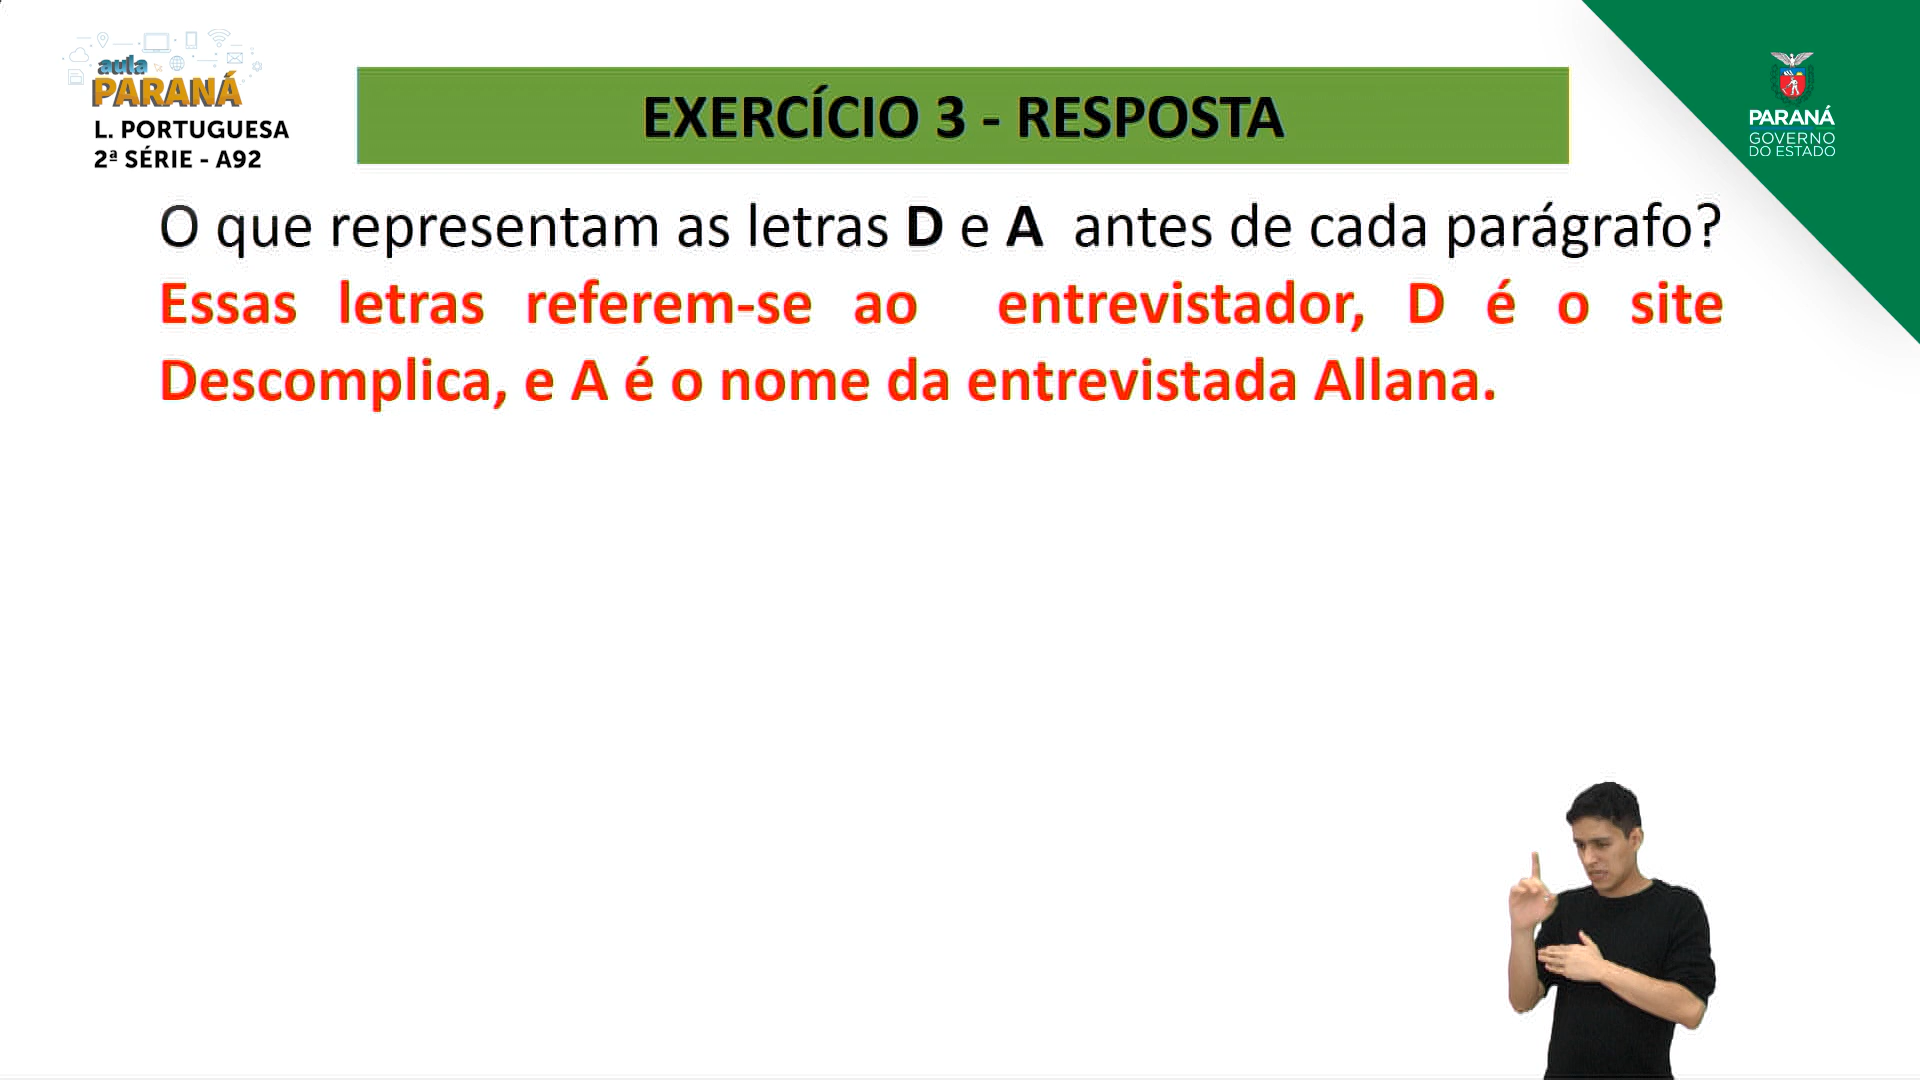 aula
PARANÁ
L. PORTUGUESA
2ª SÉRIE - A92
EXERCÍCIO 3 - RESPOSTA
PARANÁ
GOVERNO
DO ESTADO
O que representam as letras D e A antes de cada parágrafo?
Essas letras referem-se ao entrevistador, D é o site
Descomplica, e A é o nome da entrevistada Allana.